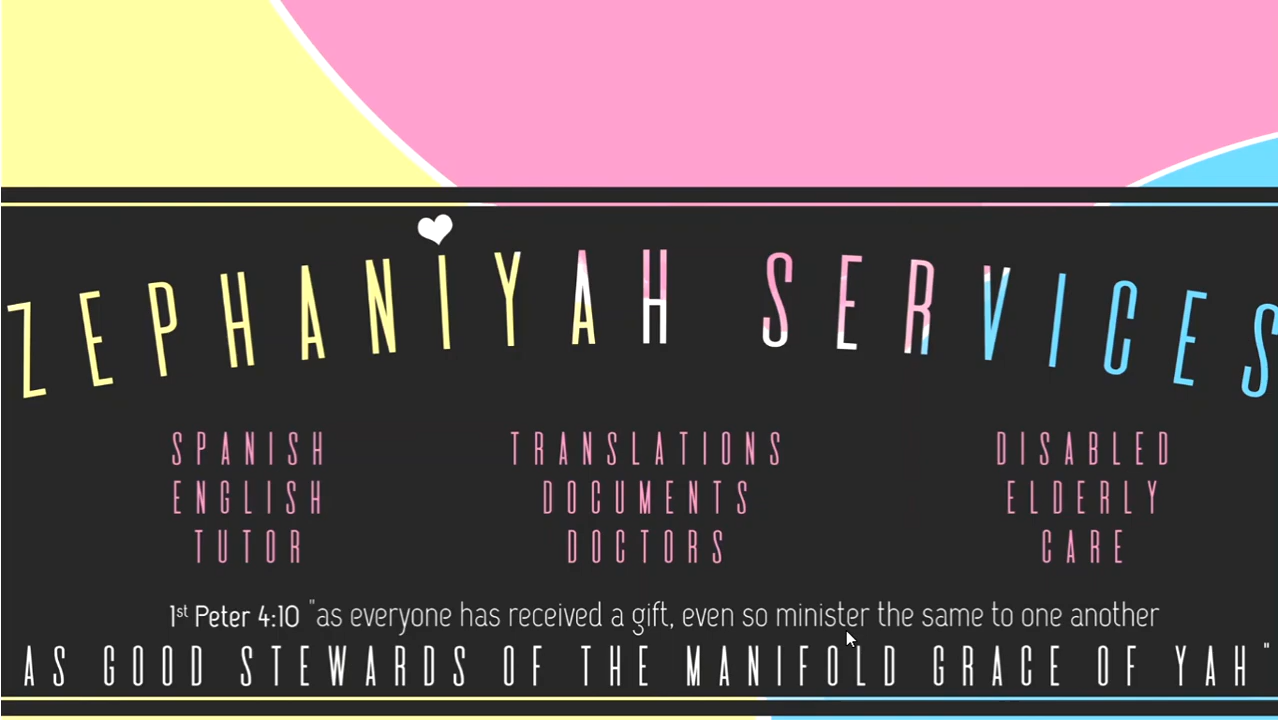 ZEPHANIYAH SERVICES
SPANISH
ENGLISH
TUTOR
TRANSLATIONS
DOCUMENTS
DOCTORS
DISABLED
ELDERLY
CARE
1st Peter 4:10 "as everyone has received a gift, even so minister the same to one another
AS GOOD STEWARDS OF THE MANIFOLD GRACE OF YAH"